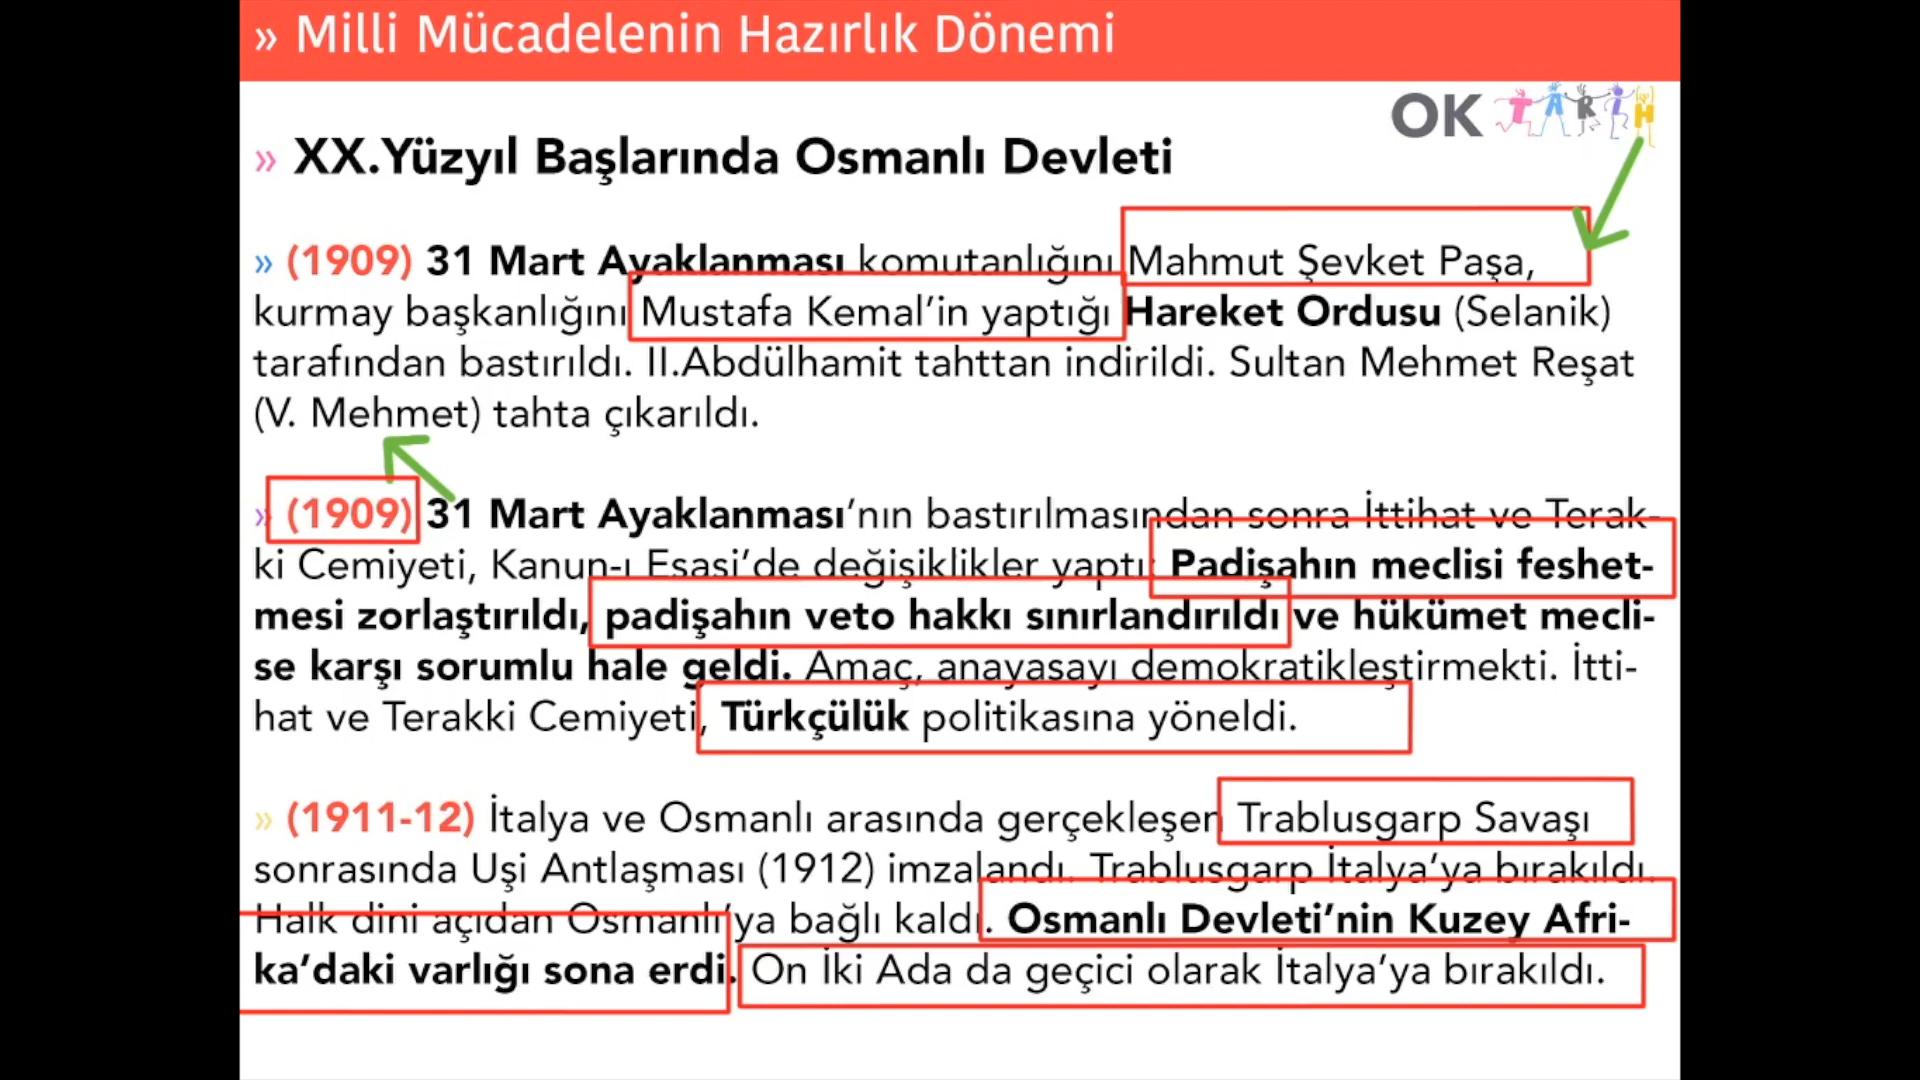 » Milli Mücadelenin Hazırlık Dönemi
OK TARİH
» XX.Yüzyıl Başlarında Osmanlı Devleti
» (1909) 31 Mart Ayaklanması komutanlığını Mahmut Şevket Paşa,
kurmay başkanlığını Mustafa Kemal’in yaptığı Hareket Ordusu (Selanik)
tarafından bastırıldı. II.Abdülhamit tahttan indirildi. Sultan Mehmet Reşat
(V. Mehmet) tahta çıkarıldı.
» (1909) 31 Mart Ayaklanması’nın bastırılmasından sonra İttihat ve Terak-
ki Cemiyeti, Kanun-ı Esasi’de değişiklikler yaptı: Padişahın meclisi feshet-
mesi zorlaştırıldı, padişahın veto hakkı sınırlandırıldı ve hükümet mecli-
se karşı sorumlu hale geldi. Amaç, anayasayı demokratikleştirmekti. İtti-
hat ve Terakki Cemiyeti, Türkçülük politikasına yöneldi.
» (1911-12) İtalya ve Osmanlı arasında gerçekleşen Trablusgarp Savaşı
sonrasında Uşi Antlaşması (1912) imzalandı. Trablusgarp İtalya’ya bırakıldı.
Halk dini açıdan Osmanlı’ya bağlı kaldı. Osmanlı Devleti’nin Kuzey Afri-
ka’daki varlığı sona erdi. On İki Ada da geçici olarak İtalya’ya bırakıldı.